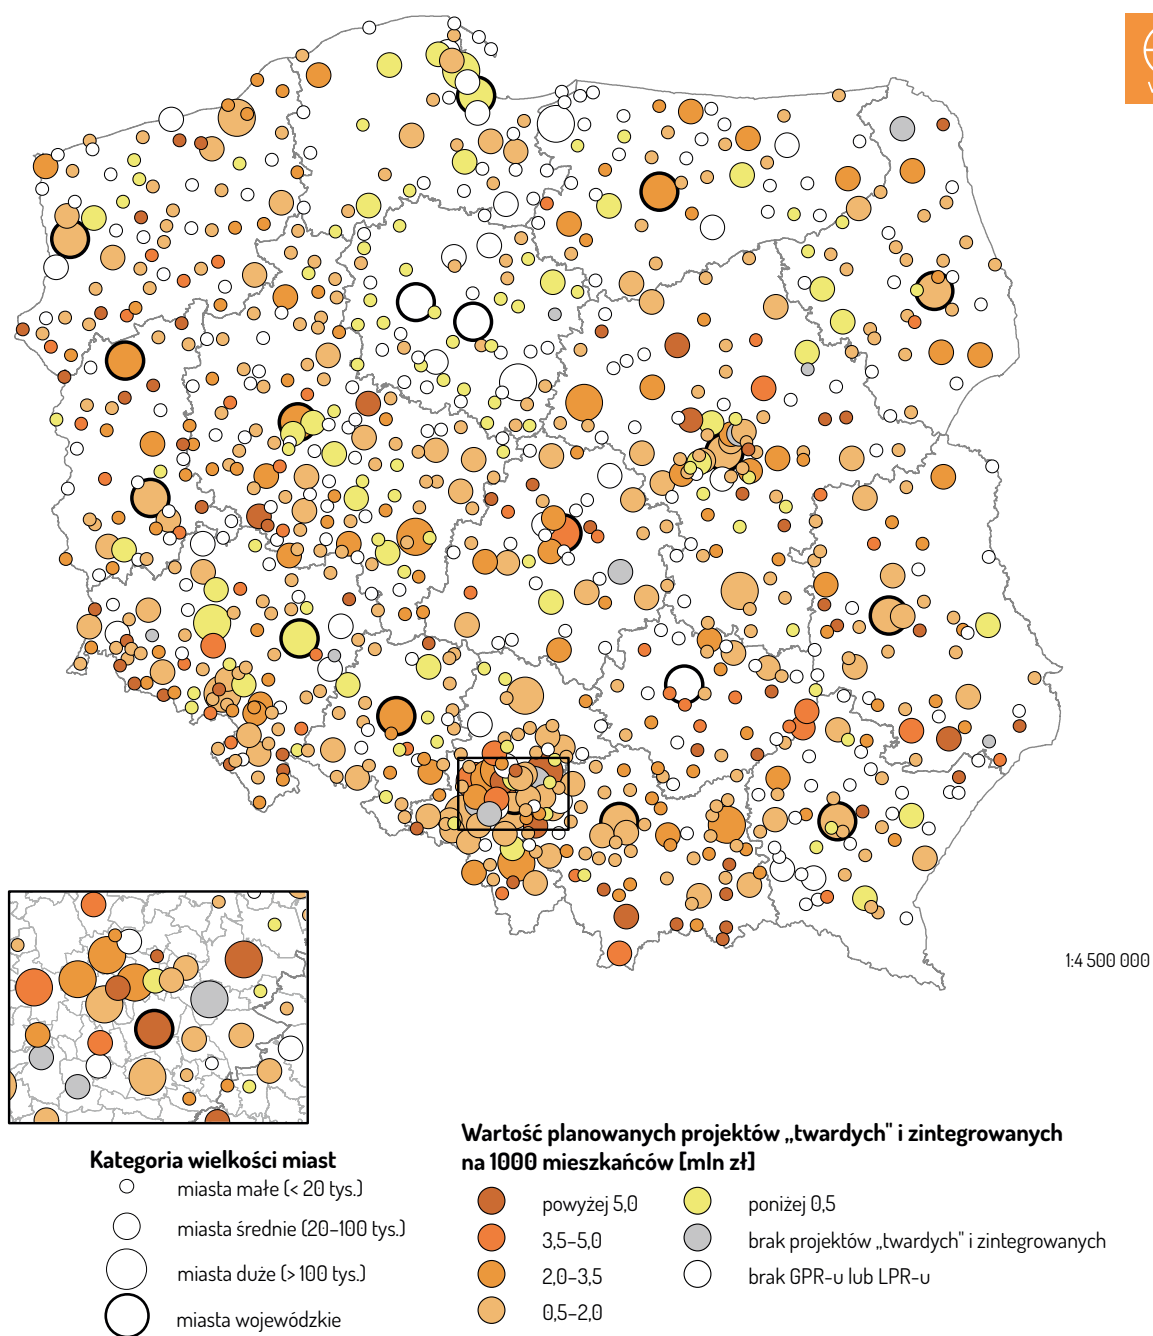 1:4 500 000
Kategoria wielkości miast
miasta małe (< 20 tys.)
miasta średnie (20–100 tys.)
miasta duże (> 100 tys.)
miasta wojewódzkie
Wartość planowanych projektów „twardych" i zintegrowanych
na 1000 mieszkańców [mln zł]
powyżej 5,0
3,5–5,0
2,0–3,5
0,5–2,0
poniżej 0,5
brak projektów „twardych" i zintegrowanych
brak GPR-u lub LPR-u